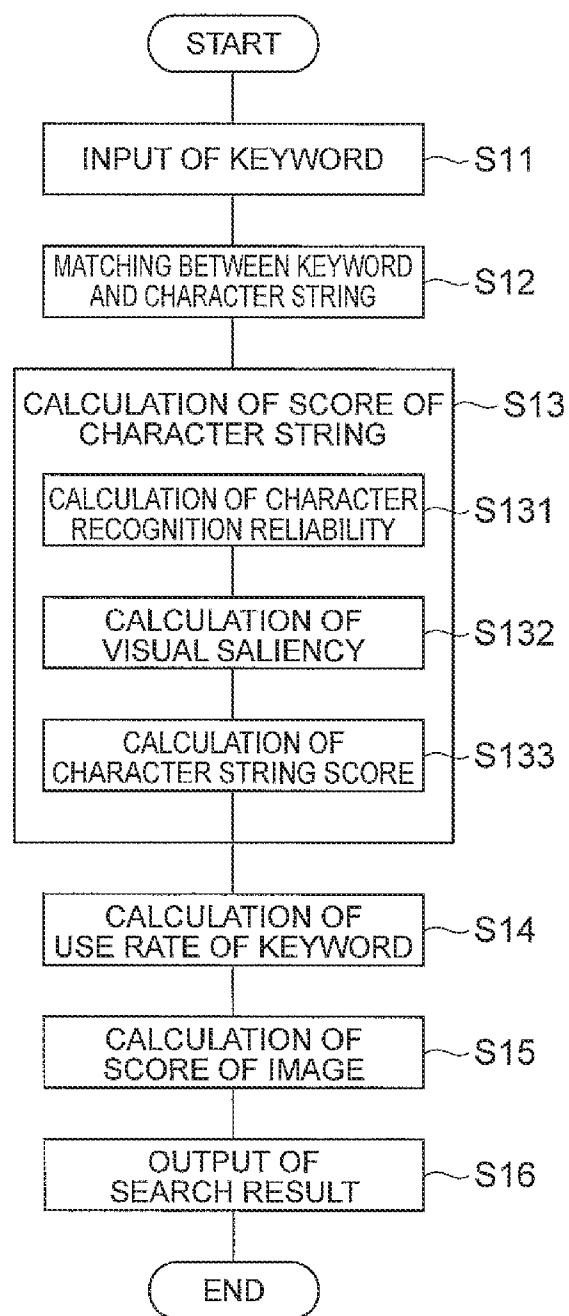 START
INPUT OF KEYWORD
S11
MATCHING BETWEEN KEYWORD
AND CHARACTER STRING
S12
CALCULATION OF SCORE OF
CHARACTER STRING
S13
CALCULATION OF CHARACTER
RECOGNITION RELIABILITY
S131
CALCULATION OF
VISUAL SALIENCY
S132
CALCULATION OF
CHARACTER STRING SCORE
S133
CALCULATION OF
USE RATE OF KEYWORD
S14
CALCULATION OF
SCORE OF IMAGE
S15
OUTPUT OF
SEARCH RESULT
S16
END